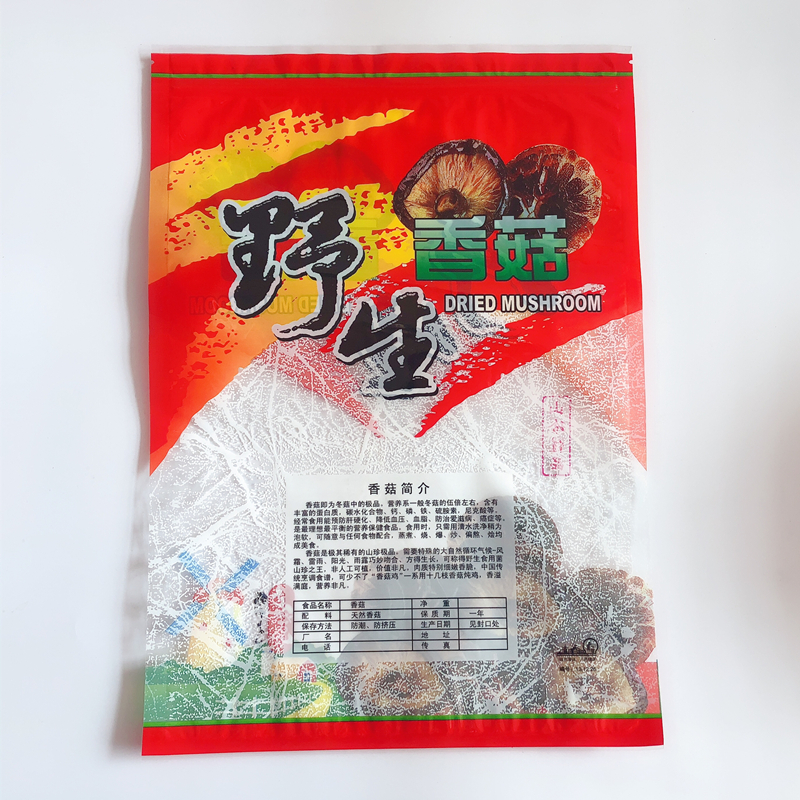 野生
香菇
DRIED MUSHROOM
香菇简介
香菇即为冬菇中的极品，营养系一般冬菇的伍倍左右，含有
丰富的蛋白质，碳水化合物、钙、磷、铁、硫胺素，尼克酸等，
经常食用能预防肝硬化、降低血压，血脂，防治爱滋病、癌症等，
是最理想最平衡的营养保健食品。食用时，只需用清水洗净稍为
泡软，可随意与任何食物配合，蒸煮、烧、爆、炒、偏熬、烩均
成美食。
香菇是极其稀有的山珍极品，需要特殊的大自然循环气候-风
霜、雷雨、阳光、雨露巧妙吻合、方得生长，可称得野生食用菌
山珍之王，非人工可植，价值非凡，肉质特别细嫩香脆，中国传
统烹调食谱，可少不了“香菇鸡”一系用十几枝香菇炖鸡，香溢
满庭，营养非凡。
食品名称 香菇 净重
配料 天然香菇 保质期 一年
保存方法 防潮、防挤压 生产日期 见封口处
厂名 地址
电话 传真